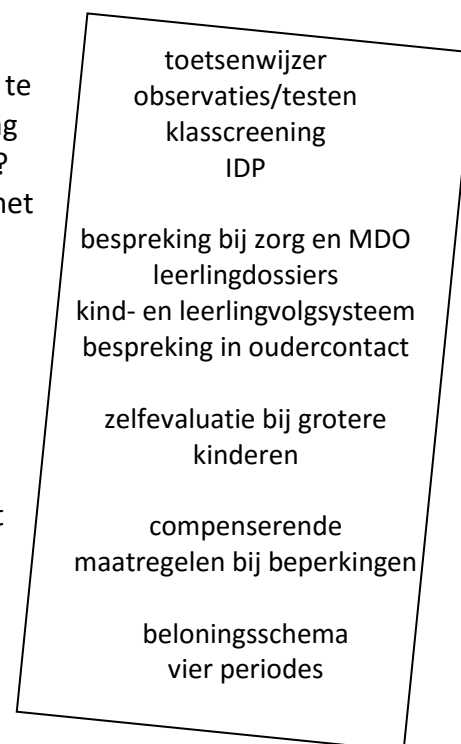 te
?
toetsenwijzer
observaties/testen
klasscreening
IDP
bespreking bij zorg en MDO
leerlingdossiers
kind- en leerlingvolgsysteem
bespreking in oudercontact
zelfevaluatie bij grotere
kinderen
compenserende
maatregelen bij beperkingen
beloningsschema
vier periodes